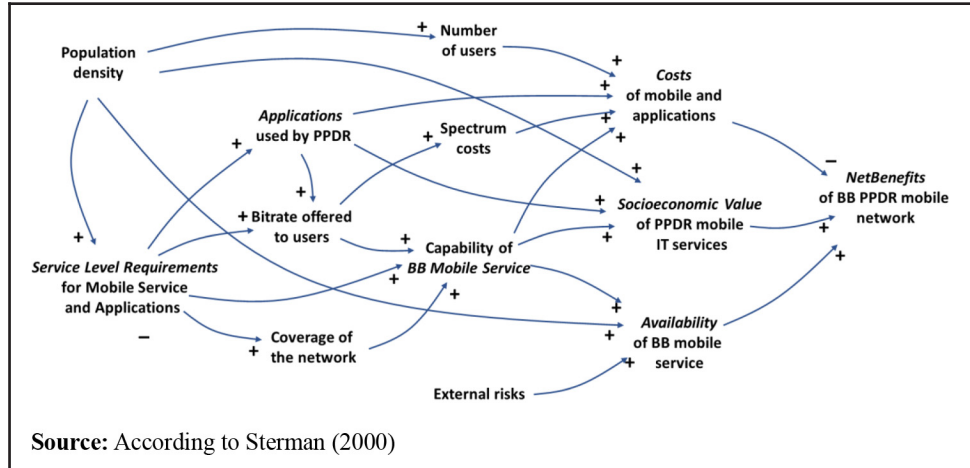 Population
density
+
Number
of users
+
Costs
of mobile and
applications
+
+
+
+
Applications
used by PPDR
+
Spectrum
costs
+
Bitrate offered
to users
+
+
Socioeconomic Value
of PPDR mobile
IT services
+
+
+
NetBenefits
of BB PPDR mobile
network
–
+
+
Service Level Requirements
for Mobile Service
and Applications
+
–
Capability of
BB Mobile Service
+
+
+
Coverage of
the network
+
Availability
of BB mobile
service
+
+
+
External risks
Source: According to Sterman (2000)